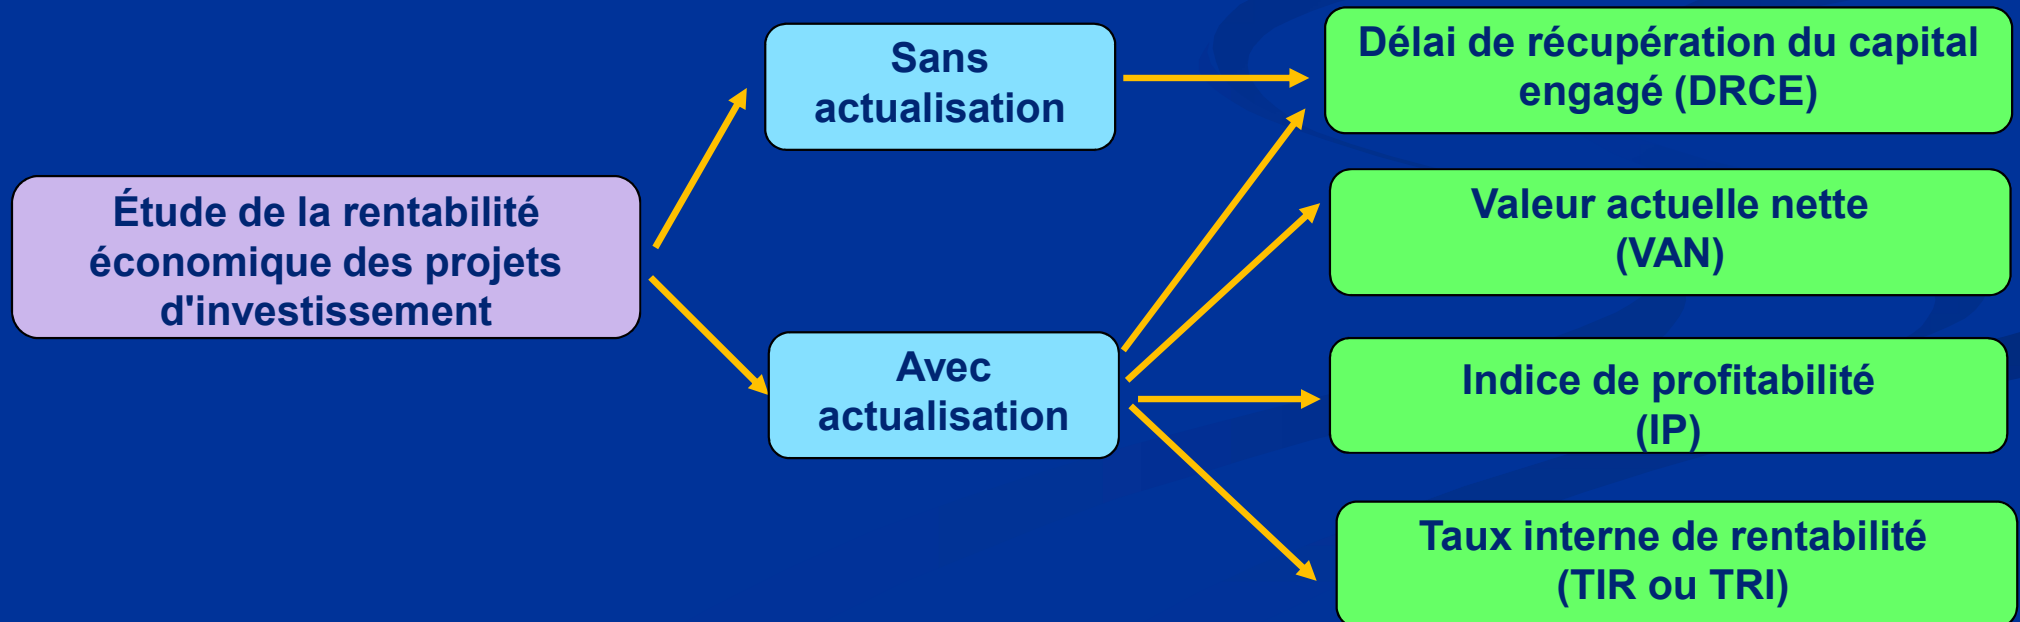 Étude de la rentabilité
économique des projets
d'investissement
Sans
actualisation
Avec
actualisation
Délai de récupération du capital
engagé (DRCE)
Valeur actuelle nette
(VAN)
Indice de profitabilité
(IP)
Taux interne de rentabilité
(TIR ou TRI)